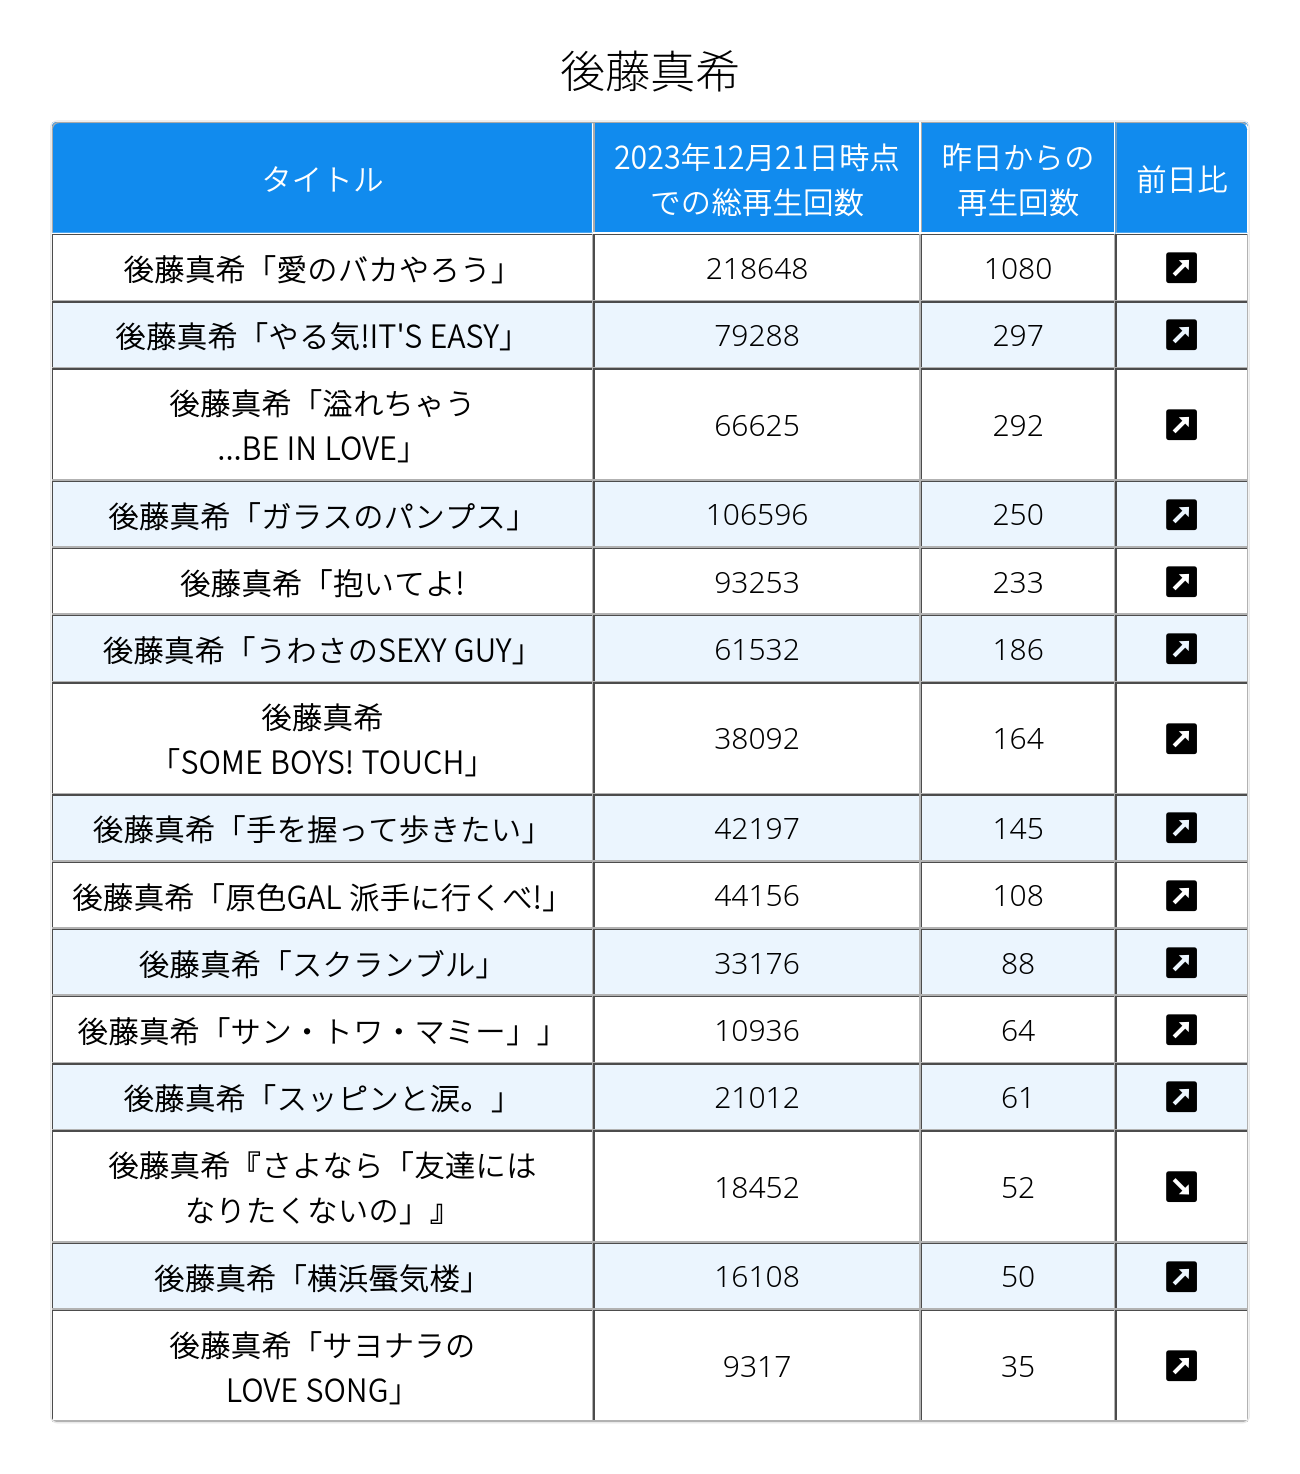 後藤真希
タイトル
2023年12月21日時点
での総再生回数
昨日からの
再生回数
前日比
後藤真希「愛のバカやろう」
218648
1080
後藤真希「やる気!IT'S EASY」
79288
297
後藤真希「溢れちゃう
...BE IN LOVE」
66625
292
後藤真希「ガラスのパンプス」
106596
250
後藤真希「抱いてよ!
93253
233
後藤真希「うわさのSEXY GUY」
61532
186
後藤真希
「SOME BOYS! TOUCH」
38092
164
後藤真希「手を握って歩きたい」
42197
145
後藤真希「原色GAL 派手に行くべ!」
44156
108
後藤真希「スクランブル」
33176
88
後藤真希「サン・トワ・マミー」」
10936
64
後藤真希「スッピンと涙。」
21012
61
後藤真希『さよなら「友達には
なりたくないの」』
18452
52
後藤真希「横浜蜃気楼」
16108
50
後藤真希「サヨナラの
LOVE SONG」
9317
35